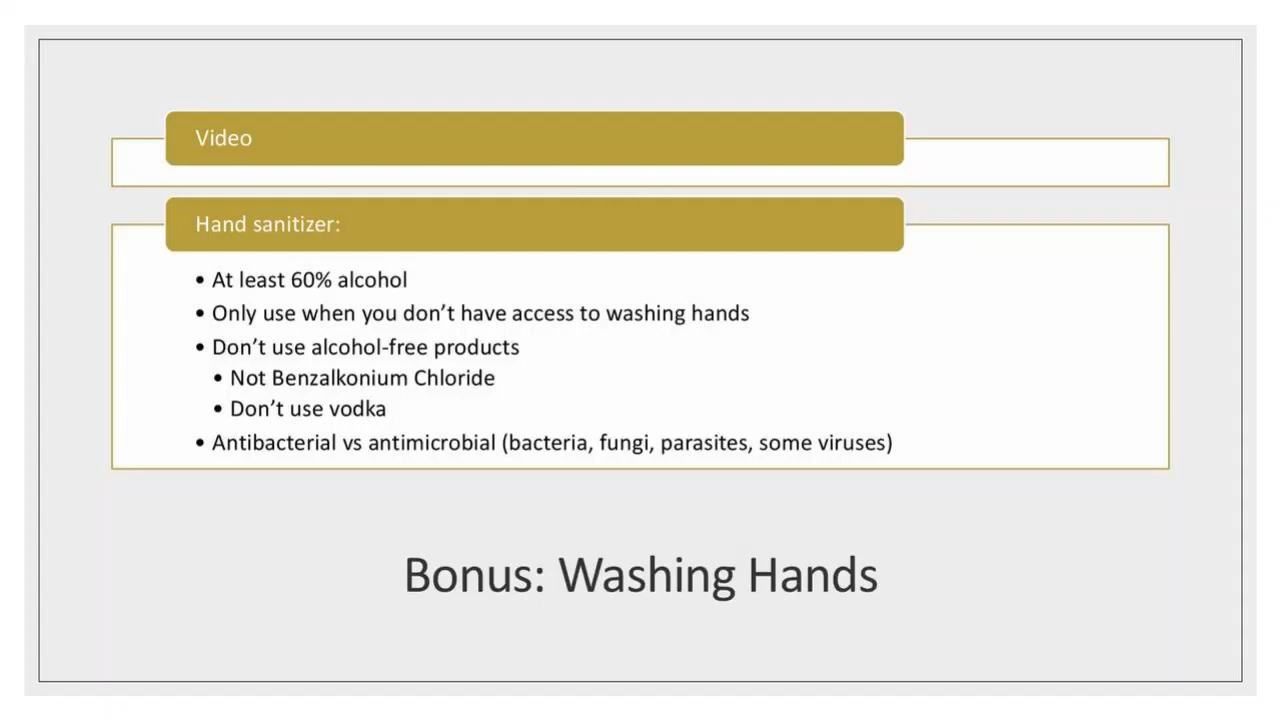 Video
Hand sanitizer:
• At least 60% alcohol
• Only use when you don’t have access to washing hands
• Don’t use alcohol-free products
• Not Benzalkonium Chloride
• Don’t use vodka
• Antibacterial vs antimicrobial (bacteria, fungi, parasites, some viruses)
Bonus: Washing Hands